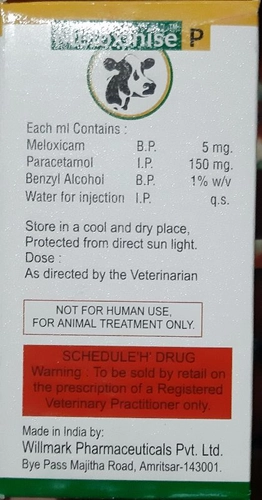 P
Each ml Contains :
Meloxicam B.P. 5 mg.
Paracetamol I.P. 150 mg.
Benzyl Alcohol B.P. 1% w/v
Water for injection I.P. q.s.
Store in a cool and dry place,
Protected from direct sun light.
Dose :
As directed by the Veterinarian
NOT FOR HUMAN USE,
FOR ANIMAL TREATMENT ONLY.
SCHEDULE'H' DRUG
Warning : To be sold by retail on
the prescription of a Registered
Veterinary Practitioner only.
Made in India by:
Willmark Pharmaceuticals Pvt. Ltd.
Bye Pass Majitha Road, Amritsar-143001.